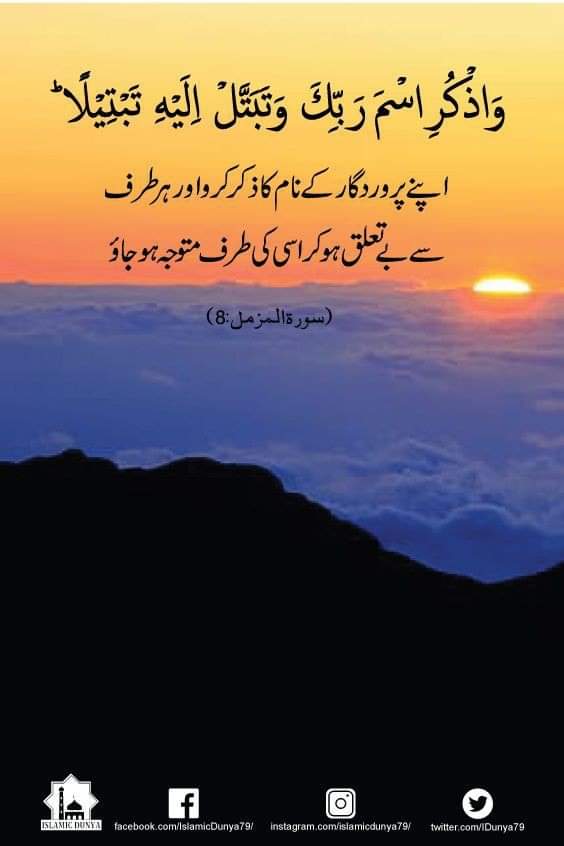 وَاذْكُرِ اسْمَ رَبِّكَ وَتَبَتَّلْ اِلَيْهِ تَبْتِيْلًاؕ
اپنے پروردگار کے نام کا ذکر کرو اور ہر طرف
سے بے تعلق ہو کر اسی کی طرف متوجہ ہو جاؤ
(سورۃ المزمل:8)
ISLAMIC DUNYA
facebook.com/IslamicDunya79/
instagram.com/islamicdunya79/
twitter.com/IDunya79